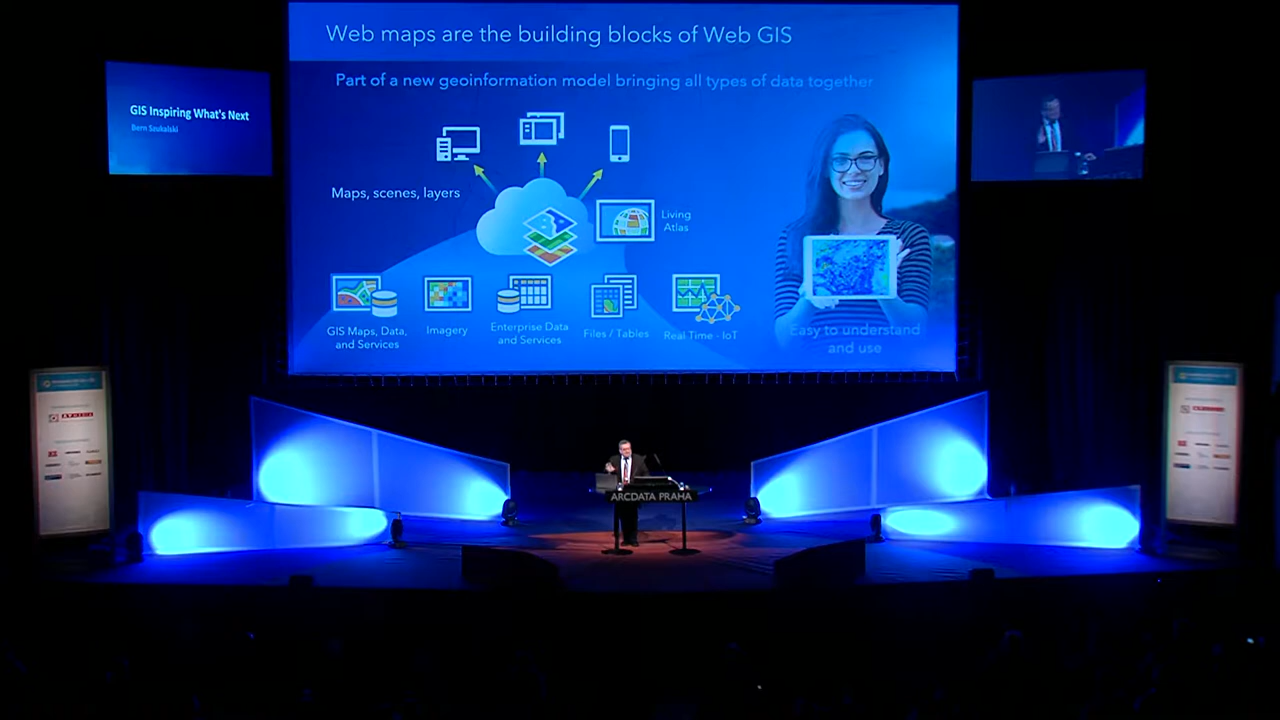 Web maps are the building blocks of Web GIS
Part of a new geoinformation model bringing all types of data together
GIS Inspiring What's Next
Bern Szukalski
Maps, scenes, layers
Living
Atlas
GIS Maps, Data,
and Services
Imagery
Enterprise Data
and Services
Files / Tables
Real Time - IoT
Easy to understand
and use
ARCDATA PRAHA